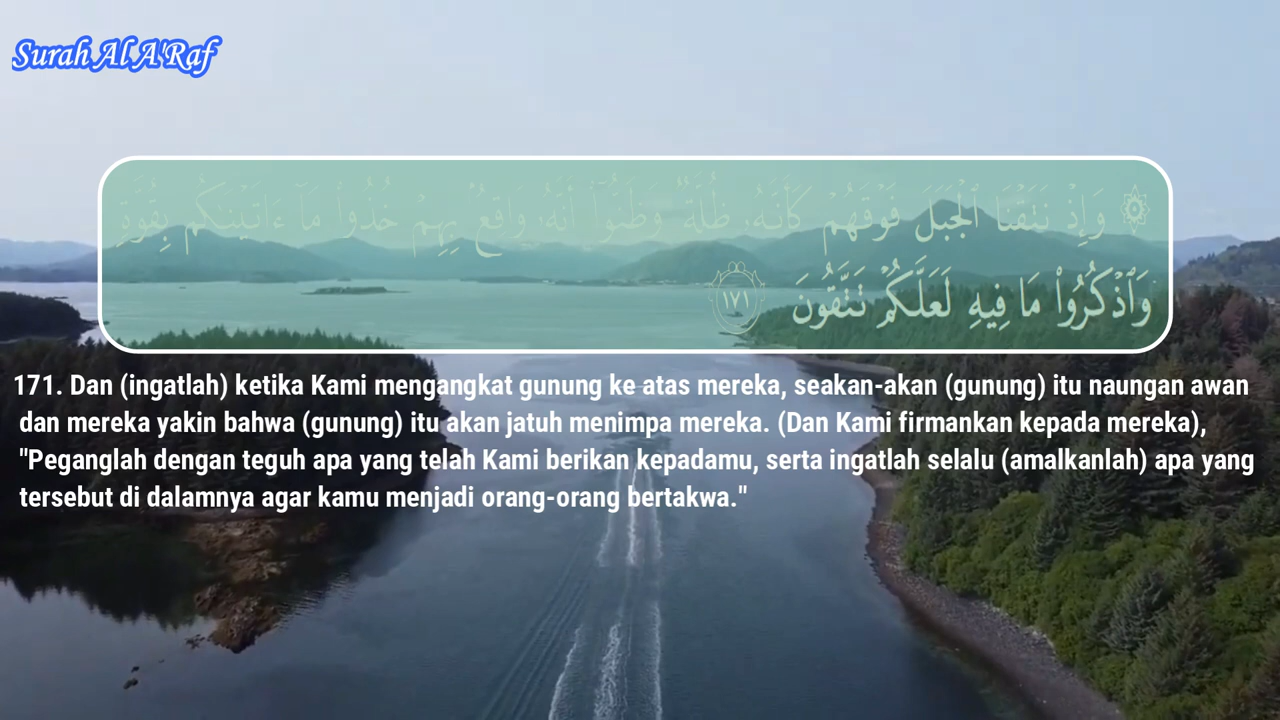 Surah Al A'Raf
۞ وَإِذْ نَتَقْنَا الْجَبَلَ فَوْقَهُمْ كَأَنَّهُۥ ظُلَّةٌ وَظَنُّوٓا۟ أَنَّهُۥ وَاقِعٌۢ بِهِمْ خُذُوا۟ مَآ ءَاتَيْنَٰكُم بِقُوَّةٍ
وَٱذْكُرُوا۟ مَا فِيهِ لَعَلَّكُمْ تَتَّقُونَ ١٧١
171. Dan (ingatlah) ketika Kami mengangkat gunung ke atas mereka, seakan-akan (gunung) itu naungan awan
dan mereka yakin bahwa (gunung) itu akan jatuh menimpa mereka. (Dan Kami firmankan kepada mereka),
"Peganglah dengan teguh apa yang telah Kami berikan kepadamu, serta ingatlah selalu (amalkanlah) apa yang
tersebut di dalamnya agar kamu menjadi orang-orang bertakwa."